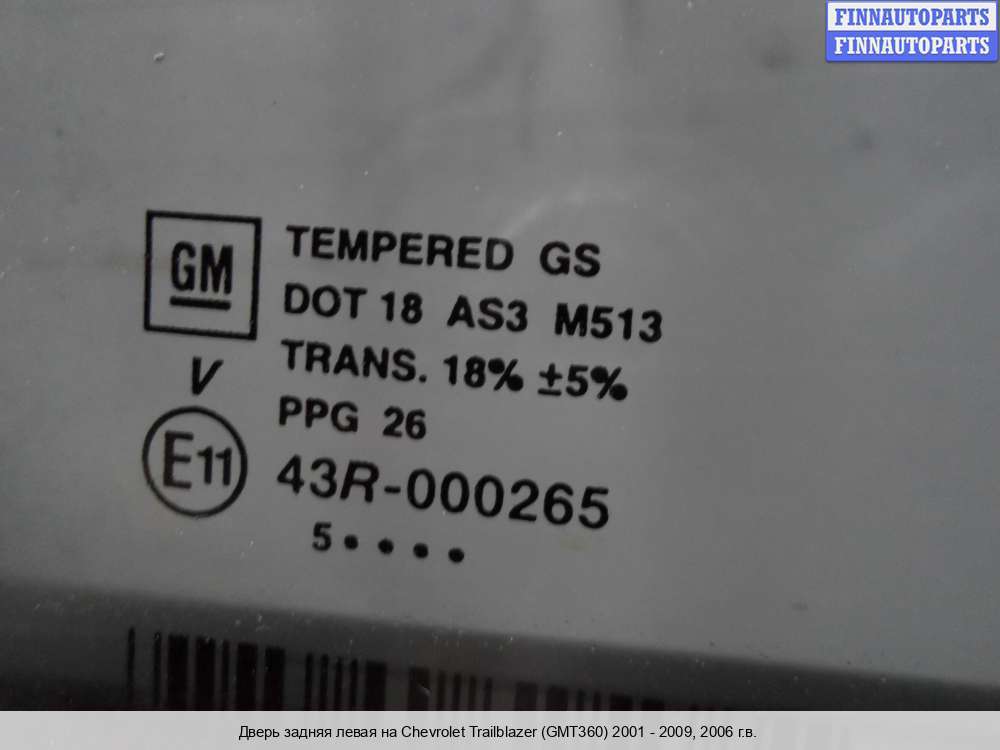 FINNAUTOPARTS
FINNAUTOPARTS
GM
TEMPERED GS
DOT 18 AS3 M513
TRANS. 18% ±5%
V
PPG 26
E11
43R-000265
5••••
Дверь задняя левая на Chevrolet Trailblazer (GMT360) 2001 - 2009, 2006 г.в.